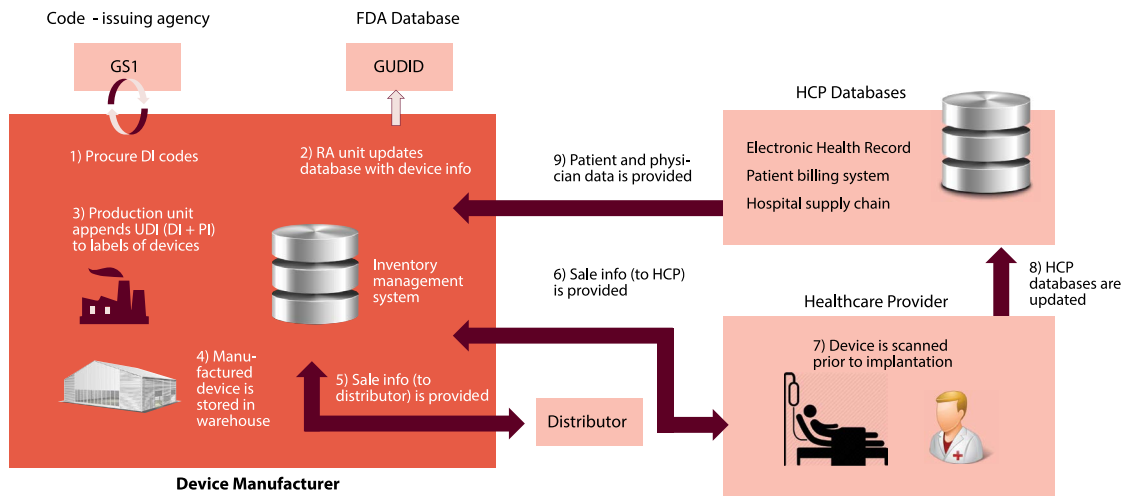 Code - issuing agency
FDA Database
GS1
GUDID
1) Procure DI codes
2) RA unit updates
database with device info
3) Production unit
appends UDI (DI + PI)
to labels of devices
Inventory
management
system
4) Manu-
factured
device is
stored in
warehouse
5) Sale info (to
distributor) is provided
Device Manufacturer
Distributor
6) Sale info (to HCP)
is provided
9) Patient and physi-
cian data is provided
HCP Databases
Electronic Health Record
Patient billing system
Hospital supply chain
8) HCP
databases are
updated
Healthcare Provider
7) Device is scanned
prior to implantation